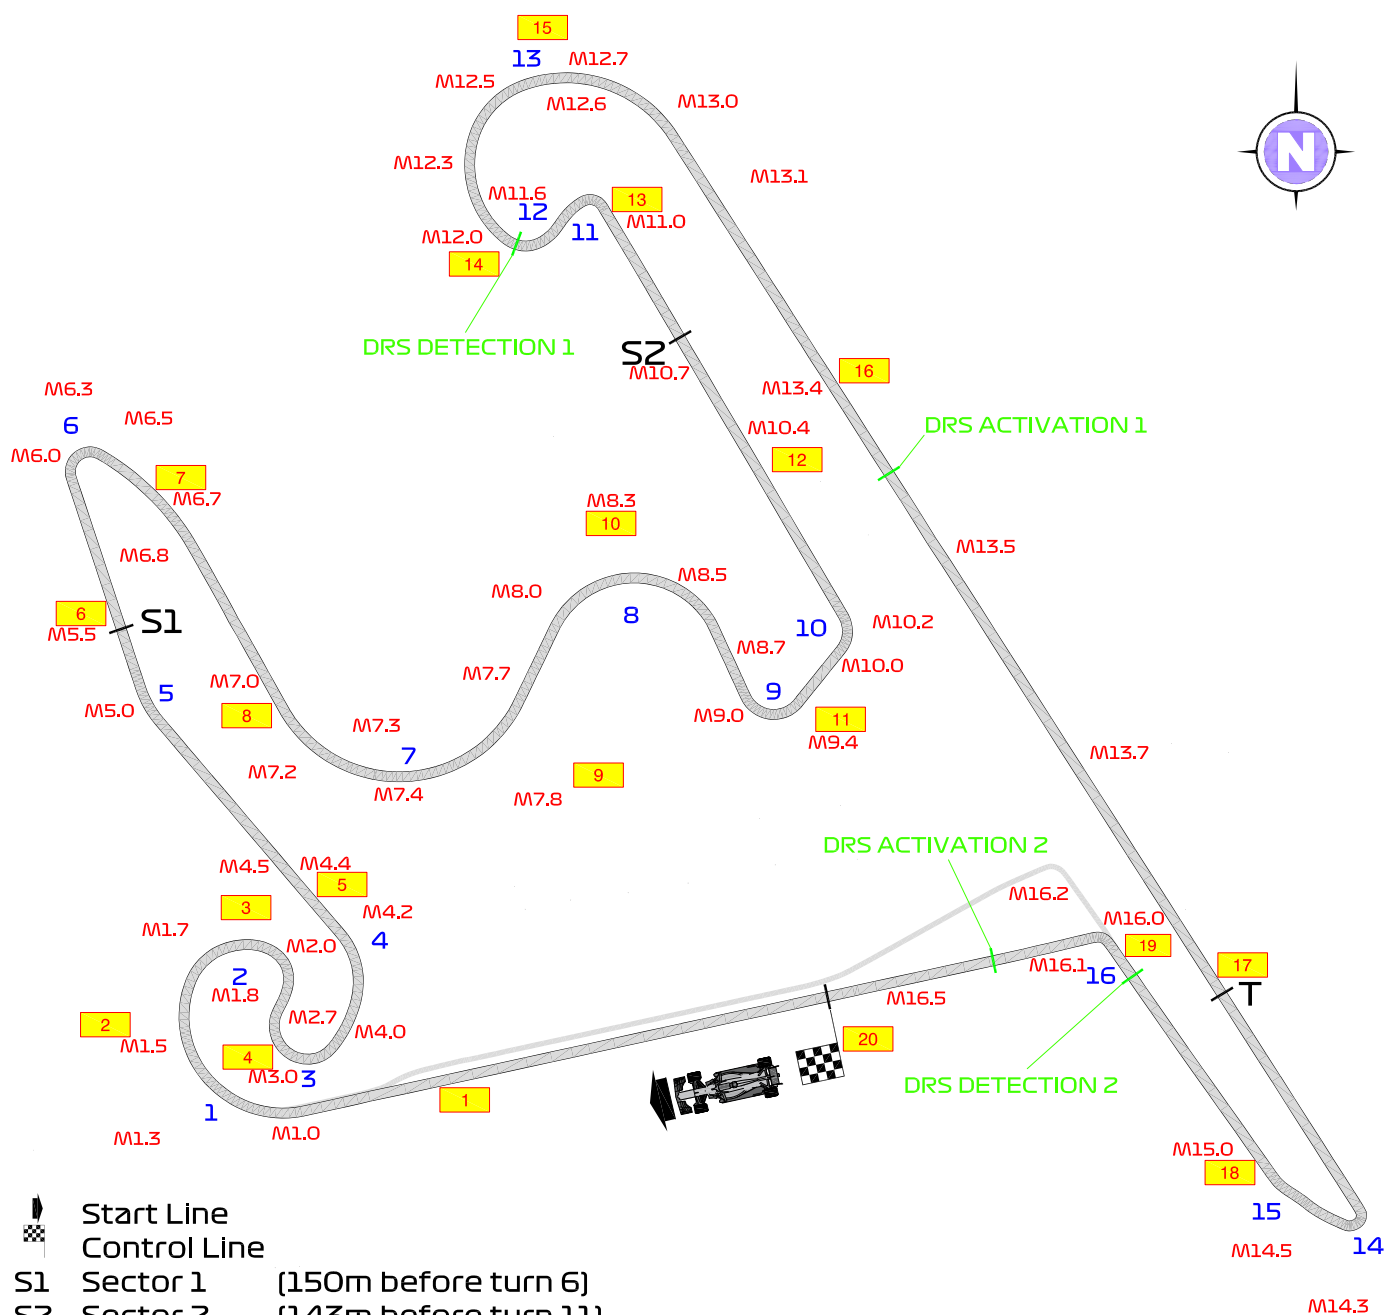 15
13
M12.7
M12.5
M12.6
M13.0
N
M12.3
M13.1
M11.6
13
12
M11.0
11
M12.0
14
DRS DETECTION 1
S2
M10.7
16
M6.3
M13.4
6
M6.5
M10.4
DRS ACTIVATION 1
M6.0
12
7
M6.7
M8.3
10
M13.5
M6.8
M8.0
M8.5
6
S1
8
10
M10.2
M5.5
M8.7
M10.0
M7.7
M7.0
5
9
M5.0
8
M9.0
11
M7.3
M9.4
7
M13.7
M7.2
9
M7.4
M7.8
DRS ACTIVATION 2
M4.5
M4.4
5
M16.2
3
M4.2
M16.0
M1.7
4
M2.0
19
2
M16.1
16
17
M1.8
M16.5
T
M2.7
2
M4.0
20
M1.5
4
M3.0
3
DRS DETECTION 2
1
1
M1.0
M1.3
M15.0
18
15
14
M14.5
M14.3
Start Line
Control Line
S1 Sector 1 (150m before turn 6)
S2 Sector 2 (143m before turn 11)